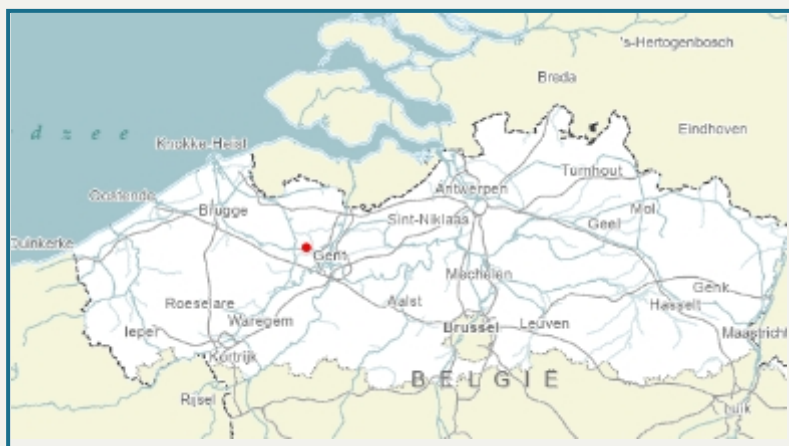 's-Hertogenbosch
Breda
Eindhoven
d z e e
Knokke-Heist
Turnhout
Antwerpen
Oostende
Brugge
Sint-Niklaas
Geel
Mol
Duinkerke
Gent
Mechelen
Genk
Roeselare
Aalst
Hasselt
Ieper
Waregem
Brussel
Leuven
Maastricht
Kortrijk
BELGIË
Rijsel
Luik